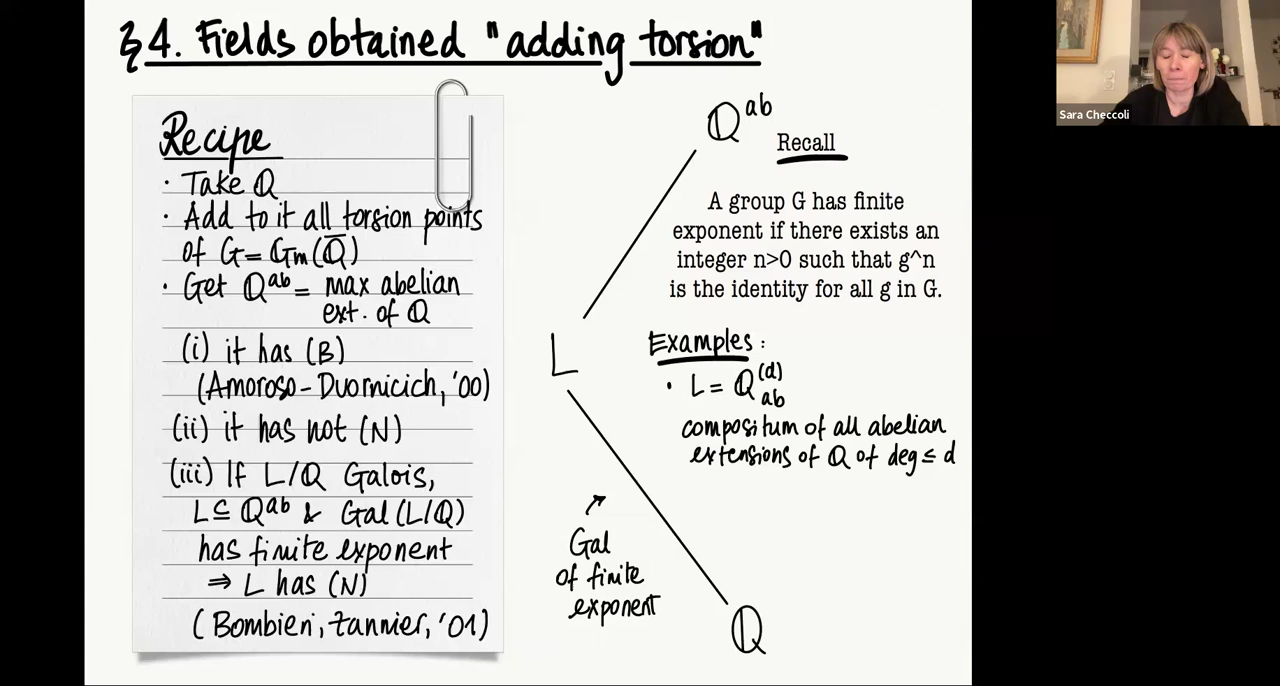 §4. Fields obtained "adding torsion"
Recipe
· Take ℚ
· Add to it all torsion points
of G = 𝔾m(ℚ̅)
· Get ℚ^ab = max abelian
ext. of ℚ
(i) it has (B)
(Amoroso-Dvornicich, '00)
(ii) it has not (N)
(iii) If L/ℚ Galois,
L ⊆ ℚ^ab & Gal(L/ℚ)
has finite exponent
⇒ L has (N)
(Bombieri, Zannier, '01)
ℚ^ab
Recall
A group G has finite
exponent if there exists an
integer n>0 such that g^n
is the identity for all g in G.
L
Examples:
· L = ℚ_ab^(d)
compositum of all abelian
extensions of ℚ of deg ≤ d
Gal
of finite
exponent
ℚ
Sara Checcoli